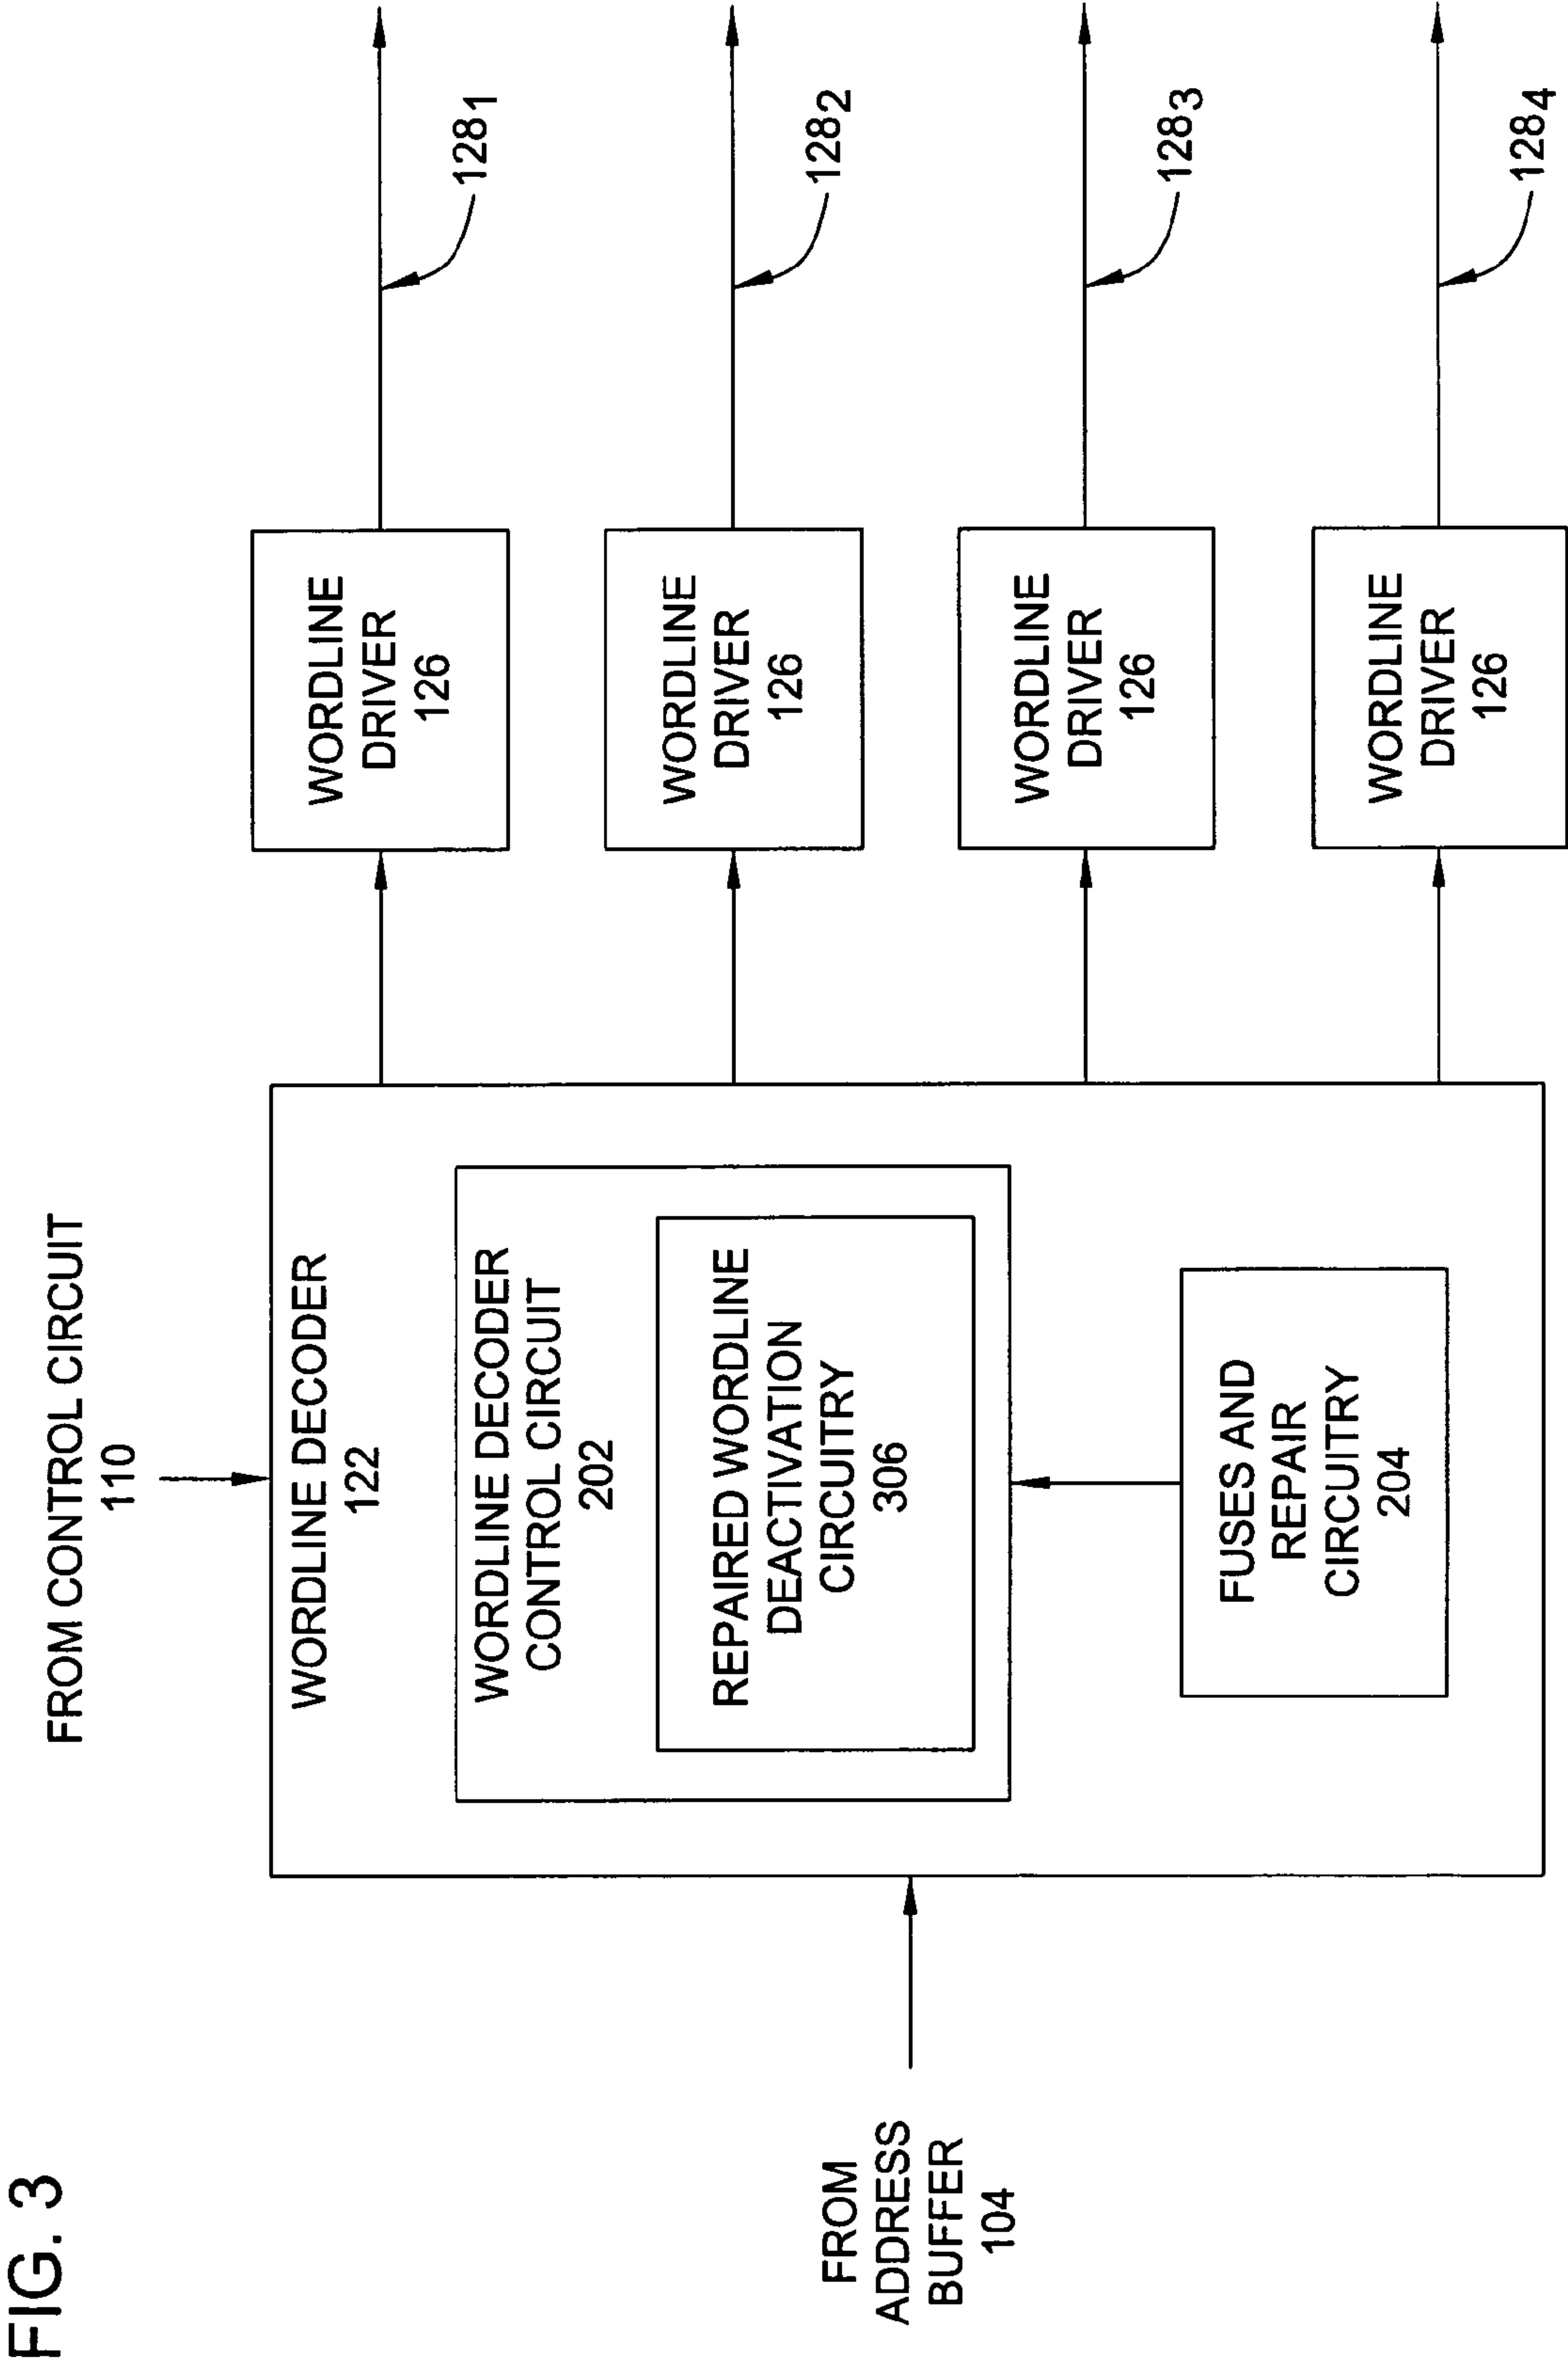 FIG. 3
FROM CONTROL CIRCUIT
110
FROM
ADDRESS
BUFFER
104
WORDLINE DECODER
122
WORDLINE DECODER
CONTROL CIRCUIT
202
REPAIRED WORDLINE
DEACTIVATION
CIRCUITRY
306
FUSES AND
REPAIR
CIRCUITRY
204
WORDLINE
DRIVER
126
128₁
WORDLINE
DRIVER
126
128₂
WORDLINE
DRIVER
126
128₃
WORDLINE
DRIVER
126
128₄